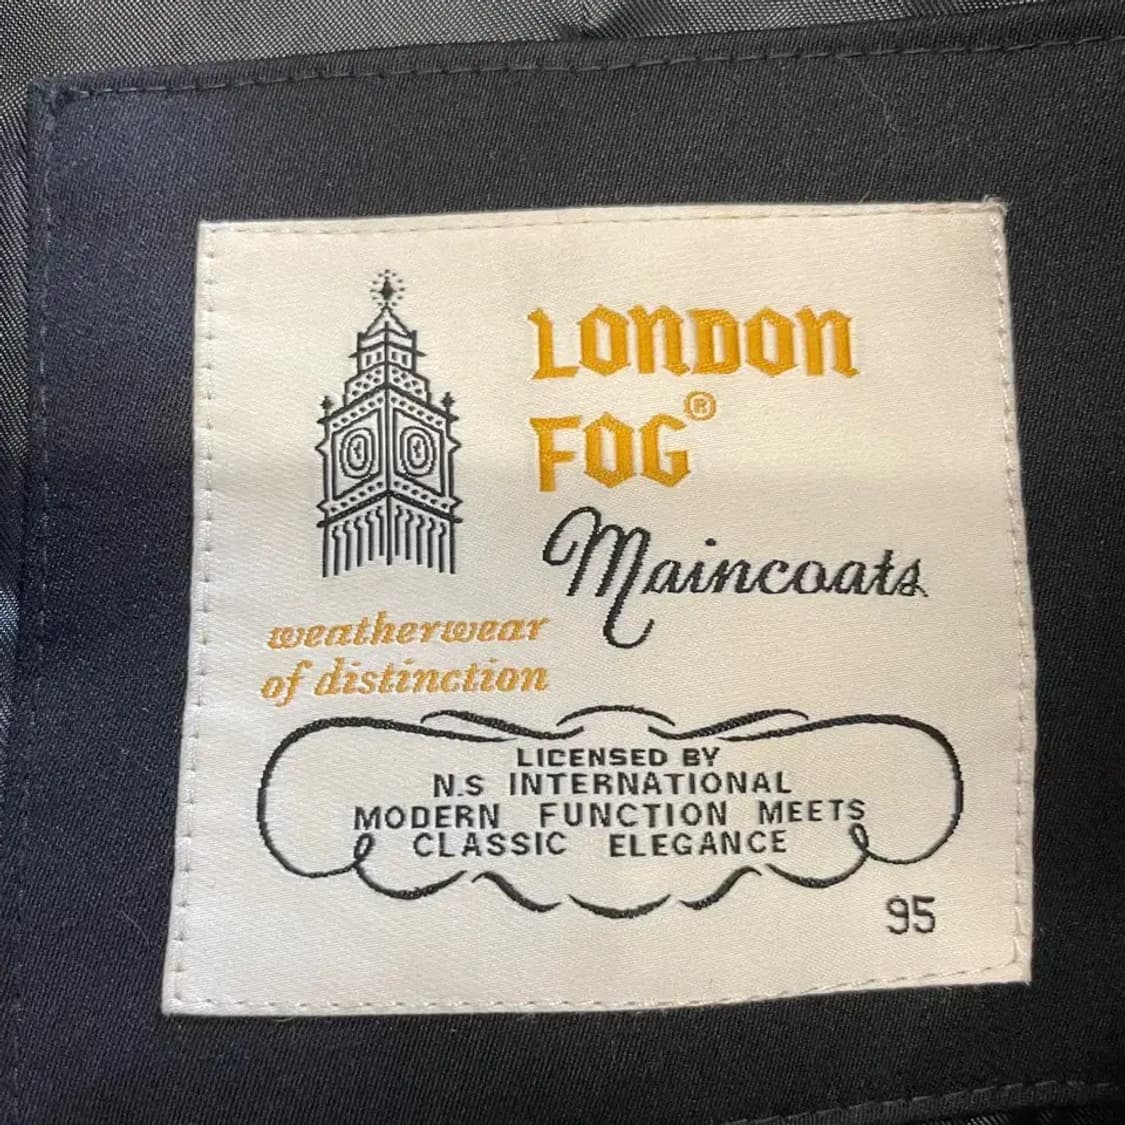 LONDON
FOG®
Maincoats
weatherwear
of distinction
LICENSED BY
N.S INTERNATIONAL
MODERN FUNCTION MEETS
CLASSIC ELEGANCE
95